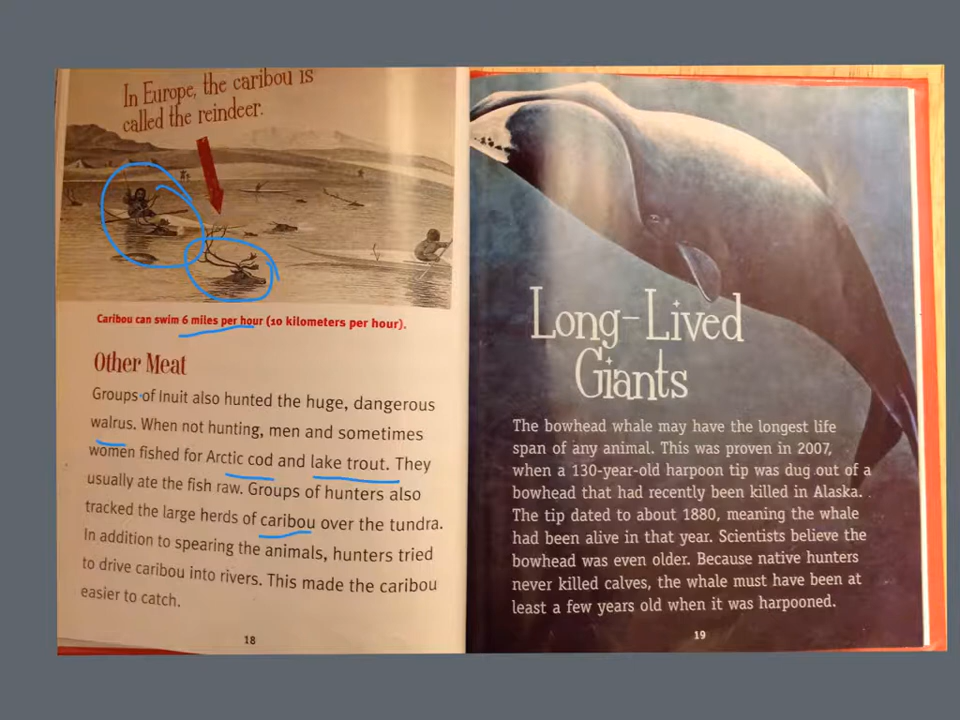 In Europe, the caribou is
called the reindeer.
Caribou can swim 6 miles per hour (10 kilometers per hour).
Other Meat
Groups of Inuit also hunted the huge, dangerous
walrus. When not hunting, men and sometimes
women fished for Arctic cod and lake trout. They
usually ate the fish raw. Groups of hunters also
tracked the large herds of caribou over the tundra.
In addition to spearing the animals, hunters tried
to drive caribou into rivers. This made the caribou
easier to catch.
18
Long-Lived
Giants
The bowhead whale may have the longest life
span of any animal. This was proven in 2007,
when a 130-year-old harpoon tip was dug out of a
bowhead that had recently been killed in Alaska.
The tip dated to about 1880, meaning the whale
had been alive in that year. Scientists believe the
bowhead was even older. Because native hunters
never killed calves, the whale must have been at
least a few years old when it was harpooned.
19